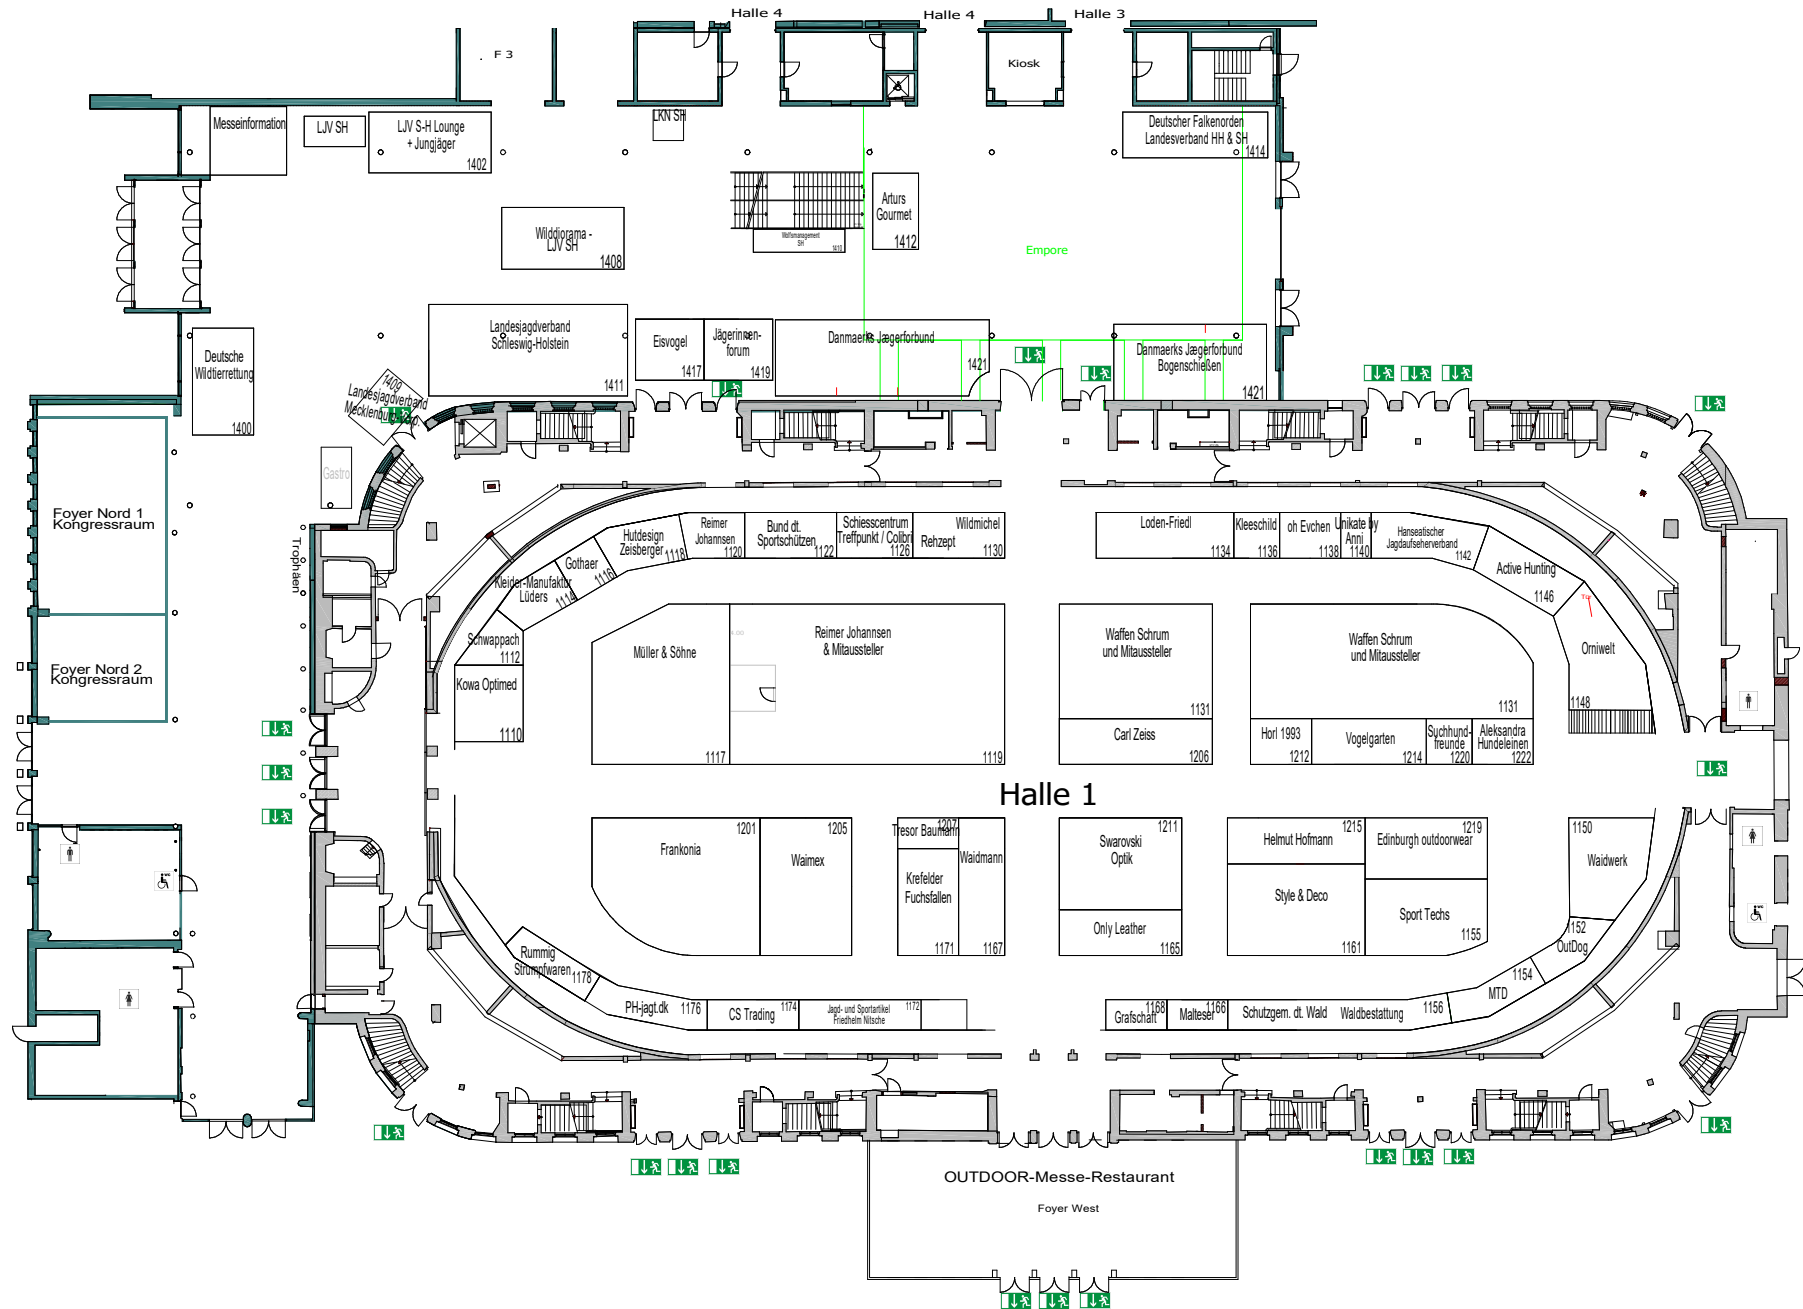 Halle 4
Halle 4
Halle 3
F 3
Kiosk
Messeinformation
LJV SH
LJV S-H Lounge
+ Jungjäger
1402
LKN SH
Deutscher Falkenorden
Landesverband HH & SH
1414
Arturs
Gourmet
1412
Wilddiorama -
LJV SH
1408
Wolfsmanagement
SH
1410
Empore
Landesjagdverband
Schleswig-Holstein
1411
Eisvogel
1417
Jägerinnen-
forum
1419
Danmaerks Jægerforbund
1421
Danmaerks Jægerforbund
Bogenschießen
1421
Deutsche
Wildtierrettung
1400
1409
Landesjagdverband
Mecklenburg-Vorp.
Gastro
Foyer Nord 1
Kongressraum
Foyer Nord 2
Kongressraum
Trophäen
Kleider-Manufaktur
Lüders
1114
Gothaer
1116
Hutdesign
Zeisberger
1118
Reimer
Johannsen
1120
Bund dt.
Sportschützen
1122
Schiesscentrum
Treffpunkt / Colibri
1126
Wildmichel
Rehzept
1130
Loden-Friedl
1134
Kleeschild
1136
oh Evchen
1138
Unikate by
Anni
1140
Hanseatischer
Jagdaufseherverband
1142
Active Hunting
1146
Tür
Orniwelt
1148
Schwappach
1112
Kowa Optimed
1110
Müller & Söhne
1117
Reimer Johannsen
& Mitaussteller
1119
Waffen Schrum
und Mitaussteller
1131
Carl Zeiss
1206
Waffen Schrum
und Mitaussteller
1131
Horl 1993
1212
Vogelgarten
1214
Suchhund-
freunde
1220
Aleksandra
Hundeleinen
1222
Halle 1
1201
Frankonia
1205
Waimex
1207
Tresor Baumann
Krefelder
Fuchsfallen
1171
Waidmann
1167
1211
Swarovski
Optik
Only Leather
1165
1215
Helmut Hofmann
Style & Deco
1161
1219
Edinburgh outdoorwear
Sport Techs
1155
1150
Waidwerk
1152
OutDog
1154
MTD
Rummig
Strumpfwaren
1178
PH-jagt.dk
1176
CS Trading
1174
Jagd- und Sportartikel
Friedhelm Nitsche
1172
1168
Grafschaft
1166
Malteser
Schutzgem. dt. Wald
Waldbestattung
1156
OUTDOOR-Messe-Restaurant
Foyer West